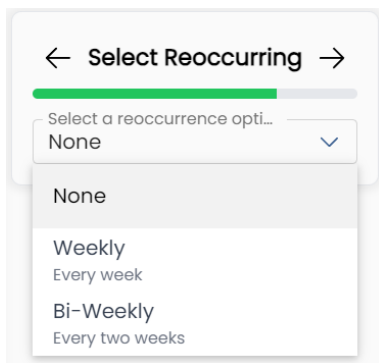 Select Reoccurring
Select a reoccurrence opti...
None
None
Weekly
Every week
Bi-Weekly
Every two weeks